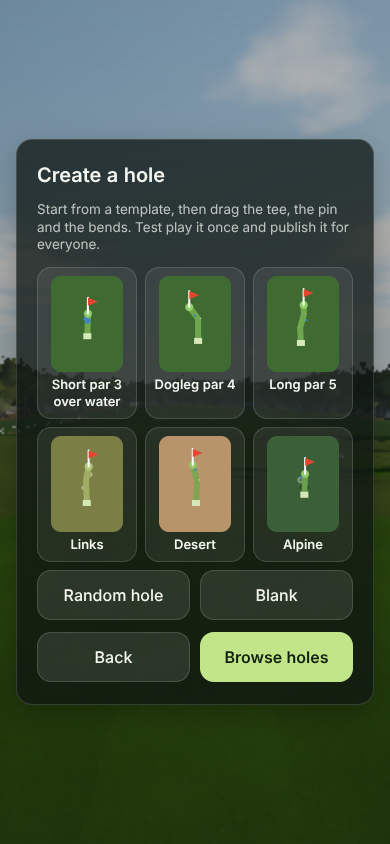 Create a hole
Start from a template, then drag the tee, the pin
and the bends. Test play it once and publish it for
everyone.
Short par 3
over water
Dogleg par 4
Long par 5
Links
Desert
Alpine
Random hole
Blank
Back
Browse holes